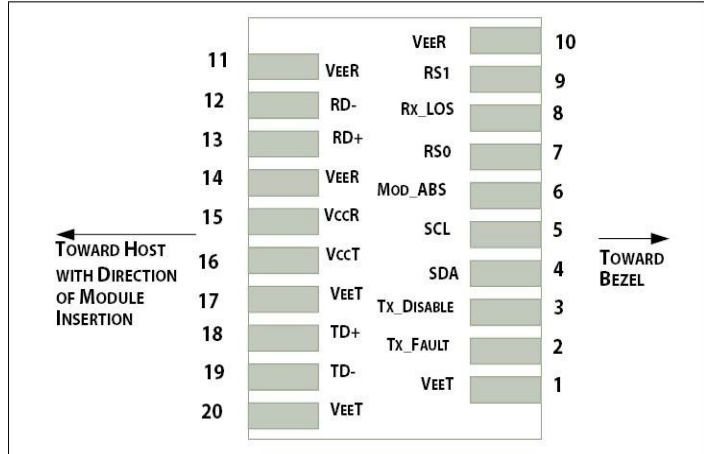 VEER 10
11 VEER
RS1 9
12 RD-
RX_LOS 8
13 RD+
RS0 7
14 VEER
MOD_ABS 6
15 VCCR
SCL 5
TOWARD HOST
WITH DIRECTION
OF MODULE
INSERTION
16 VCCT
SDA 4
TOWARD
BEZEL
17 VEET
TX_DISABLE 3
18 TD+
TX_FAULT 2
19 TD-
VEET 1
20 VEET